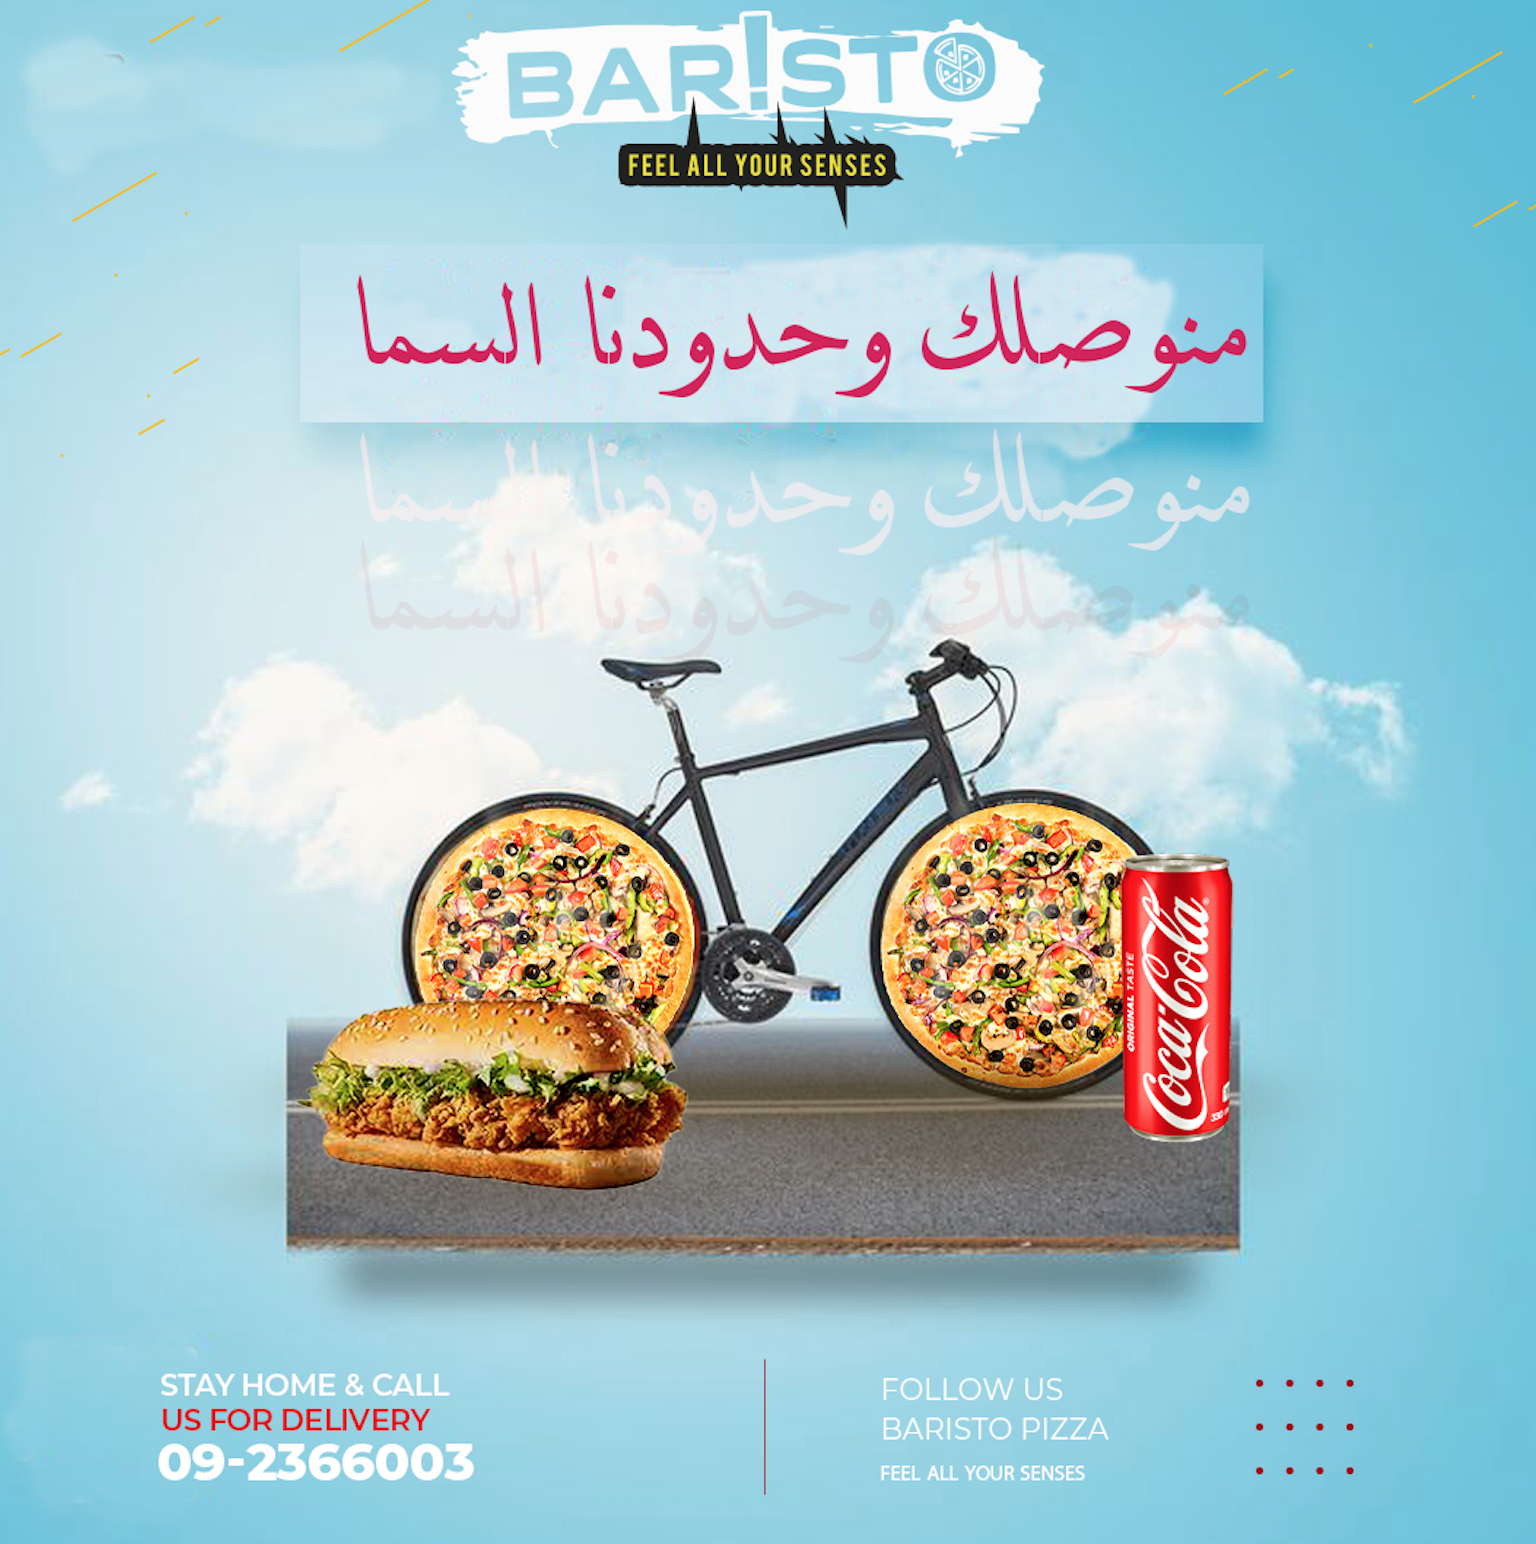 BAR!STO
FEEL ALL YOUR SENSES
منوصلك وحدودنا السما
منوصلك وحدودنا السما
منوصلك وحدودنا السما
Coca-Cola
ORIGINAL TASTE
STAY HOME & CALL
US FOR DELIVERY
09-2366003
FOLLOW US
BARISTO PIZZA
FEEL ALL YOUR SENSES